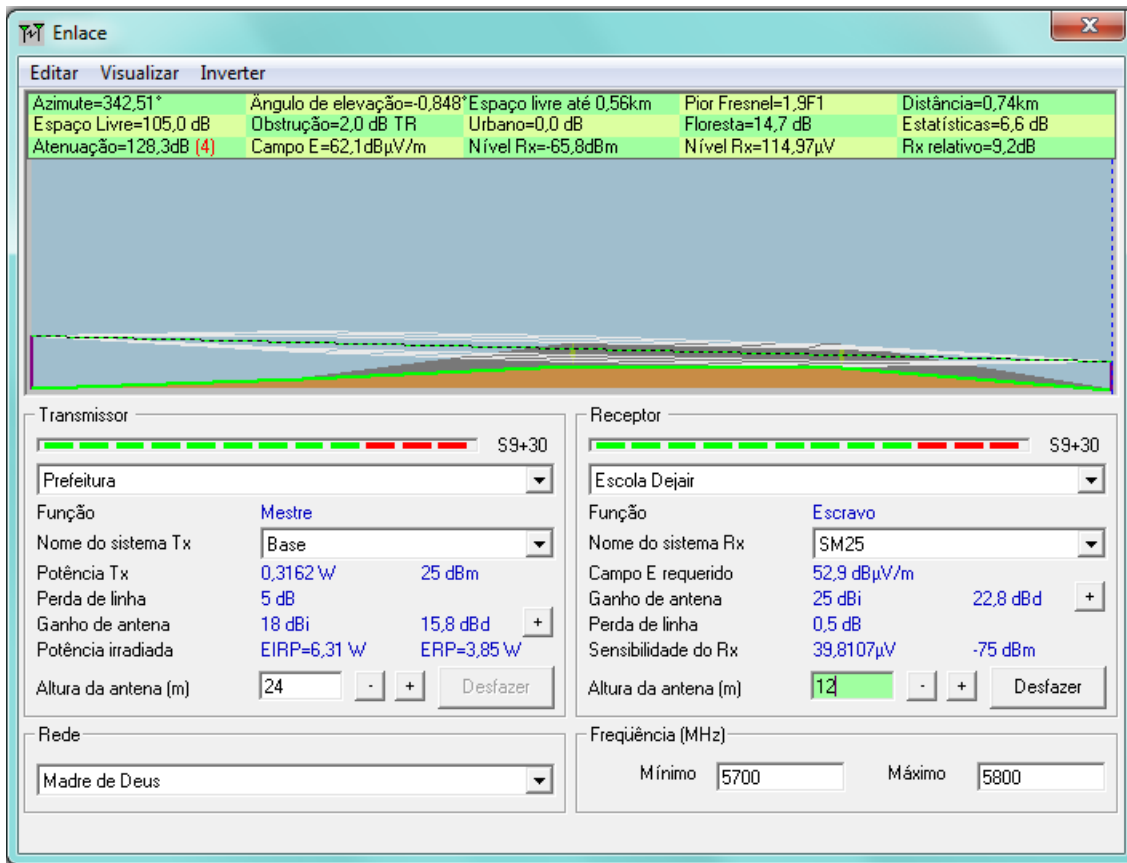 Enlace
Editar Visualizar Inverter
Azimute=342,51° Ângulo de elevação=-0,848° Espaço livre até 0,56km Pior Fresnel=1,9F1 Distância=0,74km
Espaço Livre=105,0 dB Obstrução=2,0 dB TR Urbano=0,0 dB Floresta=14,7 dB Estatísticas=6,6 dB
Atenuação=128,3dB (4) Campo E=62,1dBµV/m Nível Rx=-65,8dBm Nível Rx=114,97µV Rx relativo=9,2dB
Transmissor
S9+30
Prefeitura
Função Mestre
Nome do sistema Tx Base
Potência Tx 0,3162 W 25 dBm
Perda de linha 5 dB
Ganho de antena 18 dBi 15,8 dBd +
Potência irradiada EIRP=6,31 W ERP=3,85 W
Altura da antena (m) 24 - + Desfazer
Rede
Madre de Deus
Receptor
S9+30
Escola Dejair
Função Escravo
Nome do sistema Rx SM25
Campo E requerido 52,9 dBµV/m
Ganho de antena 25 dBi 22,8 dBd +
Perda de linha 0,5 dB
Sensibilidade do Rx 39,8107µV -75 dBm
Altura da antena (m) 12 - + Desfazer
Freqüência (MHz)
Mínimo 5700 Máximo 5800